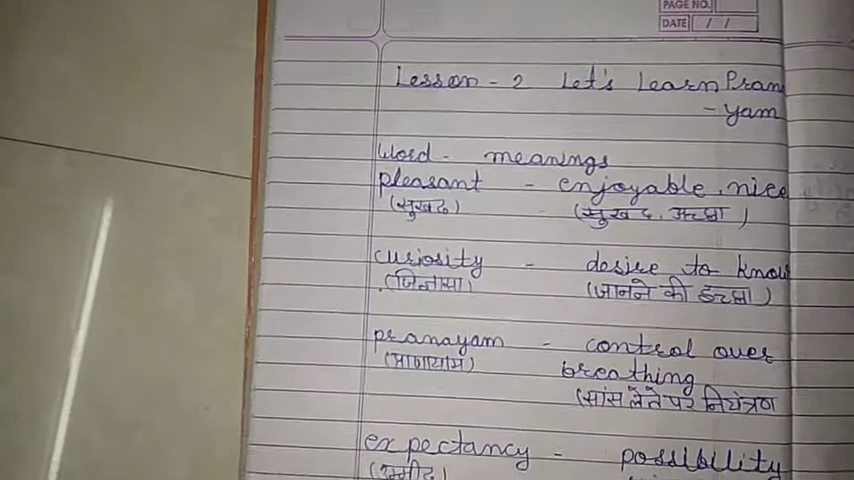 PAGE NO.
DATE / /
Lesson - 2 Let's Learn Pran
- yam
Word - meanings
pleasant - enjoyable, nice
(सुखद) (सुखद, अच्छा)
curiosity - desire to know
(जिज्ञासा) (जानने की इच्छा)
pranayam - control over
(प्राणायाम) breathing
(सांस लेने पर नियंत्रण
expectancy - possibility
(उम्मीद)